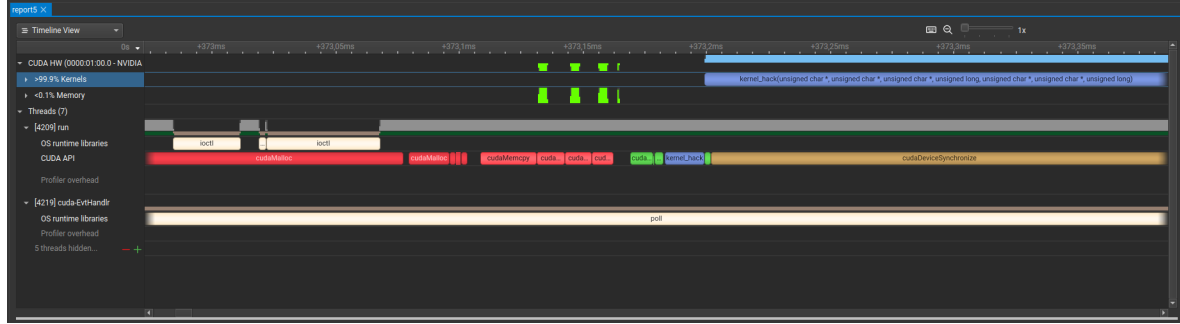 report5
Timeline View
1x
0s +373ms +373,05ms +373,1ms +373,15ms +373,2ms +373,25ms +373,3ms +373,35ms
CUDA HW (0000:01:00.0 - NVIDIA
>99.9% Kernels kernel_hack(unsigned char *, unsigned char *, unsigned char *, unsigned long, unsigned char *, unsigned char *, unsigned long)
<0.1% Memory
Threads (7)
[4209] run
OS runtime libraries ioctl ... ioctl
CUDA API cudaMalloc cudaMalloc cudaMemcpy cuda... cuda... cud... cuda... ... kernel_hack cudaDeviceSynchronize
Profiler overhead
[4219] cuda-EvtHandlr
OS runtime libraries poll
Profiler overhead
5 threads hidden...